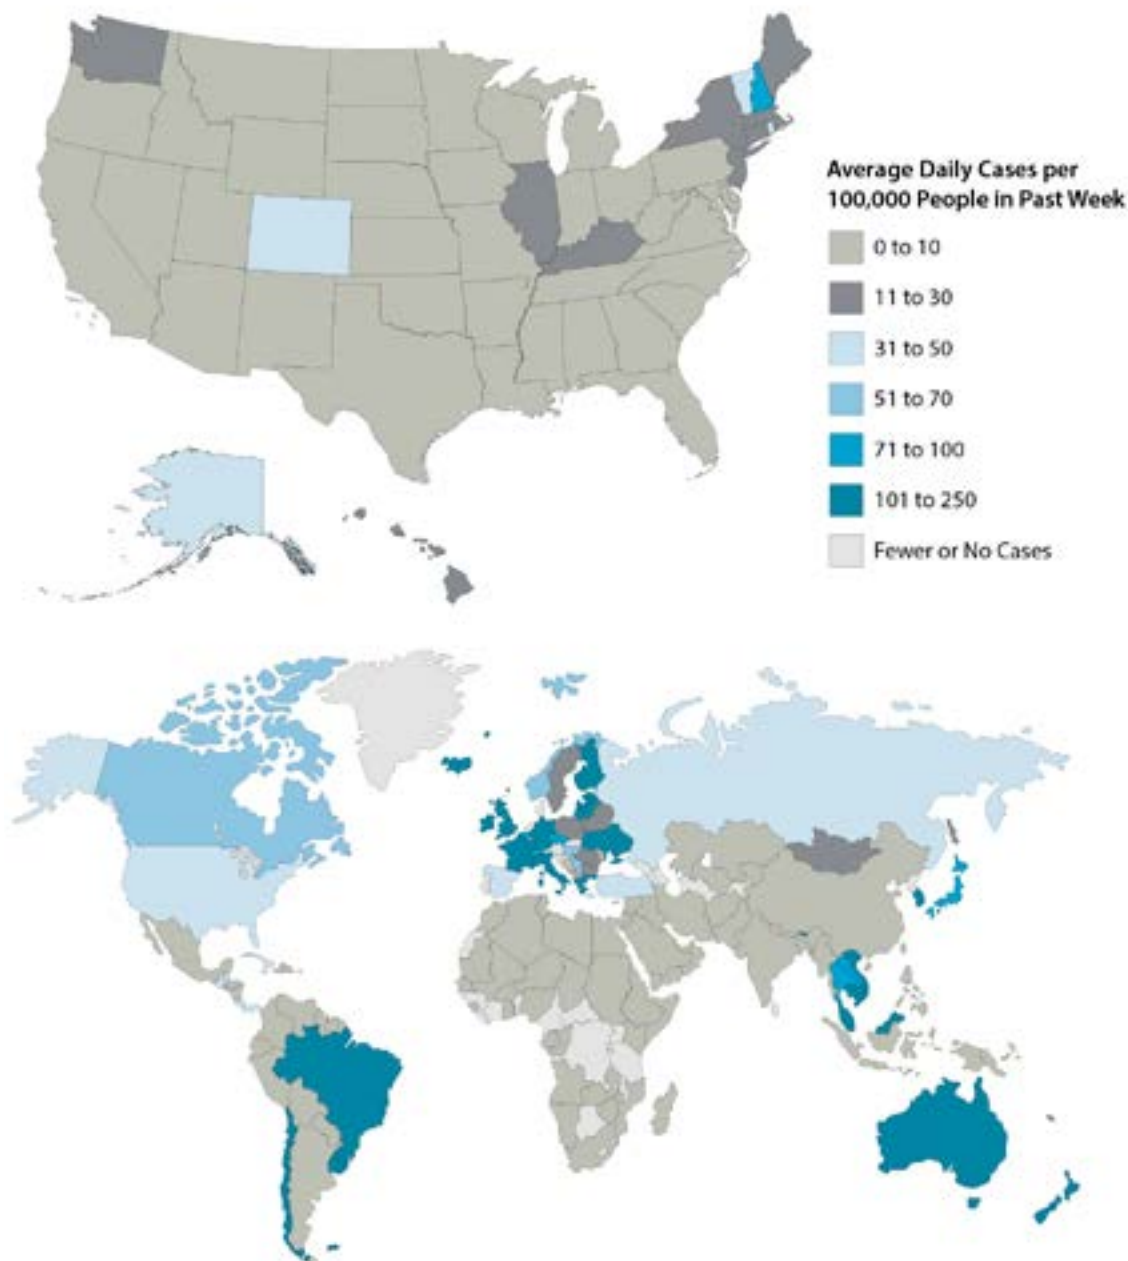 Average Daily Cases per
100,000 People in Past Week
0 to 10
11 to 30
31 to 50
51 to 70
71 to 100
101 to 250
Fewer or No Cases